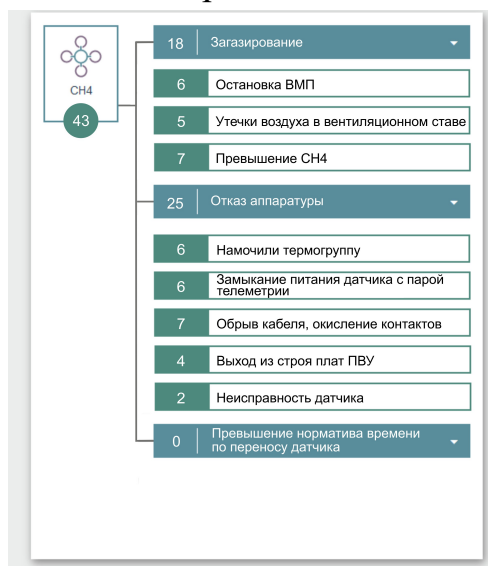 CH4
43
18 Загазирование
6 Остановка ВМП
5 Утечки воздуха в вентиляционном ставе
7 Превышение СН4
25 Отказ аппаратуры
6 Намочили термогруппу
6 Замыкание питания датчика с парой
телеметрии
7 Обрыв кабеля, окисление контактов
4 Выход из строя плат ПВУ
2 Неисправность датчика
0 Превышение норматива времени
по переносу датчика